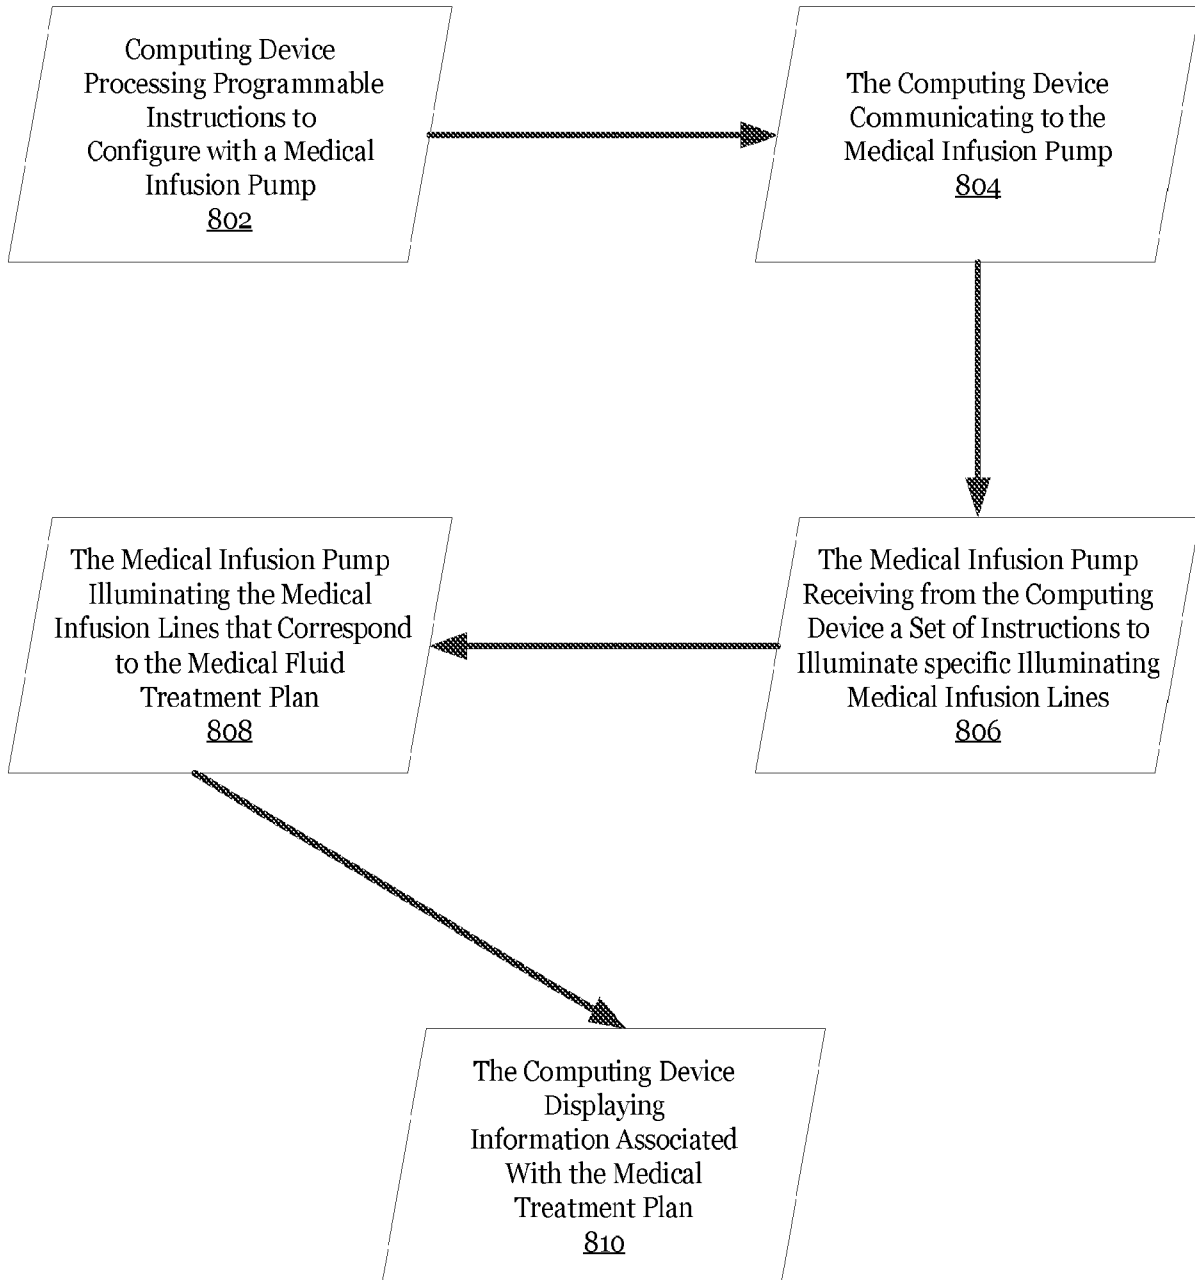 Computing Device
Processing Programmable
Instructions to
Configure with a Medical
Infusion Pump
802
The Computing Device
Communicating to the
Medical Infusion Pump
804
The Medical Infusion Pump
Receiving from the Computing
Device a Set of Instructions to
Illuminate specific Illuminating
Medical Infusion Lines
806
The Medical Infusion Pump
Illuminating the Medical
Infusion Lines that Correspond
to the Medical Fluid
Treatment Plan
808
The Computing Device
Displaying
Information Associated
With the Medical
Treatment Plan
810